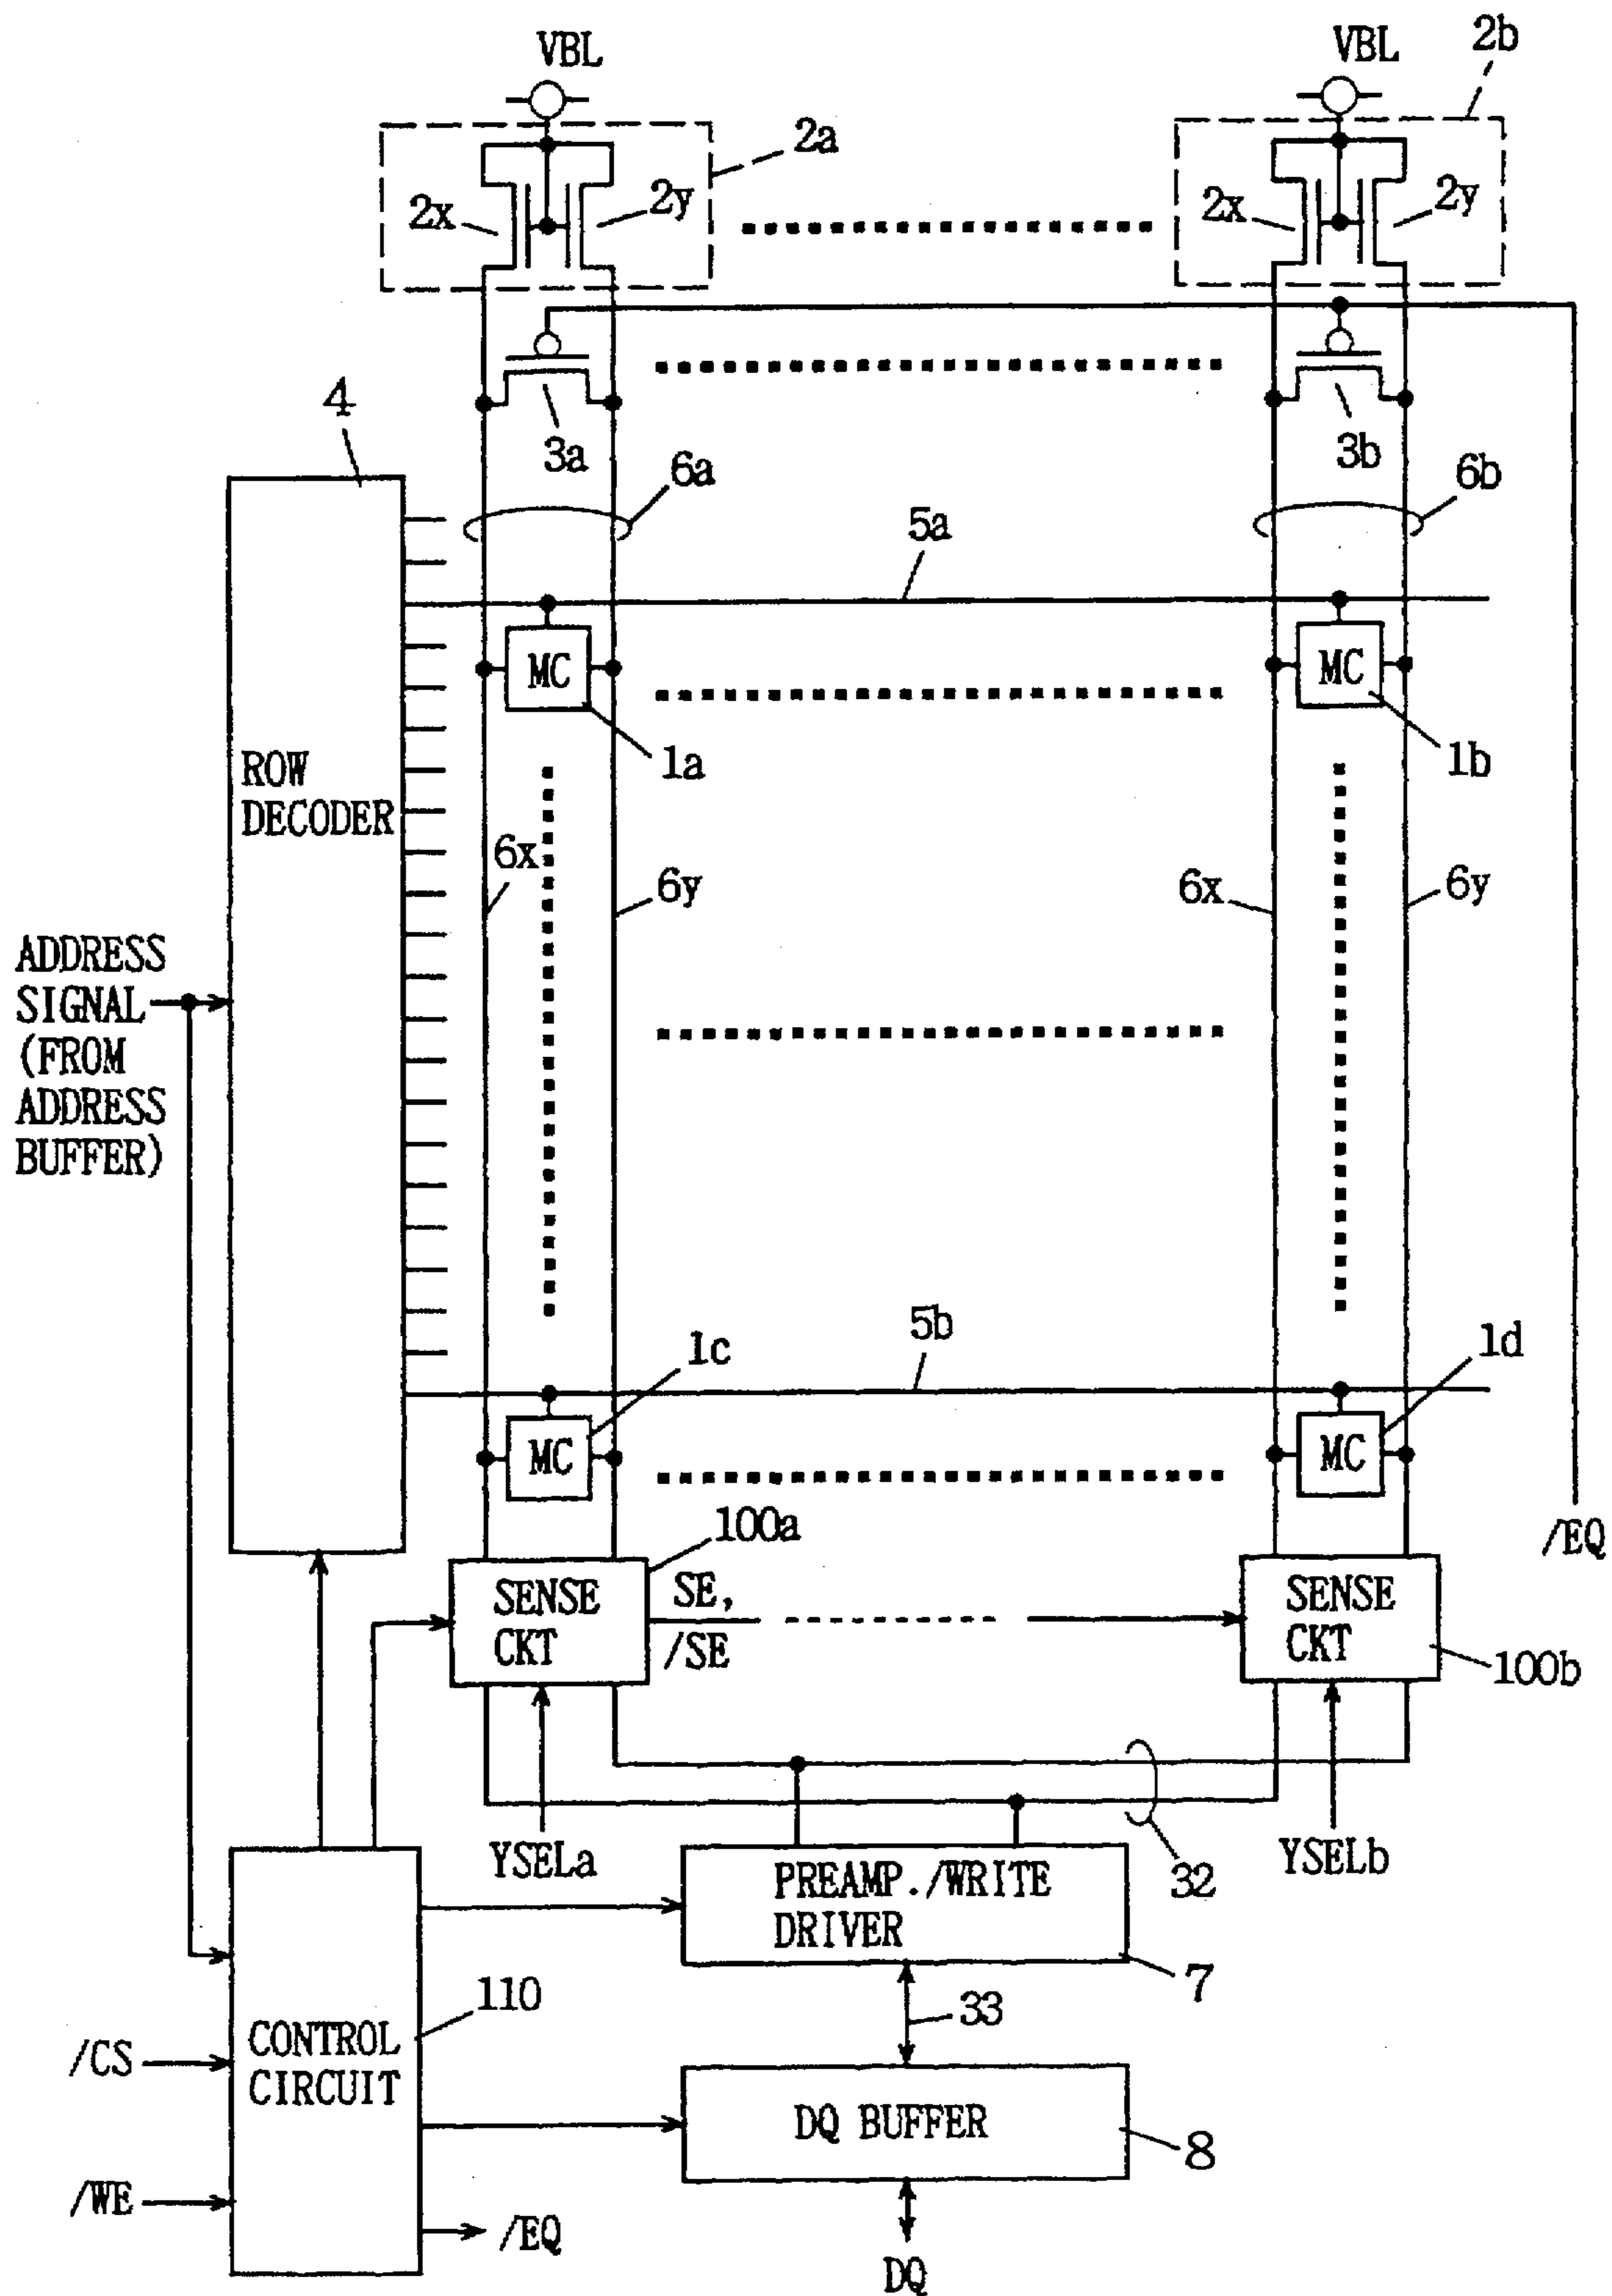 VBL
VBL
2b
2a
2x
2y
2x
2y
4
3a
3b
6a
6b
5a
MC
MC
1a
1b
ROW
DECODER
6x
6y
6x
6y
ADDRESS
SIGNAL
(FROM
ADDRESS
BUFFER)
5b
1c
1d
MC
MC
100a
/EQ
SENSE
CKT
SE,
/SE
SENSE
CKT
100b
YSELa
YSELb
32
PREAMP./WRITE
DRIVER
7
110
33
CONTROL
CIRCUIT
/CS
DQ BUFFER
8
/WE
/EQ
DQ